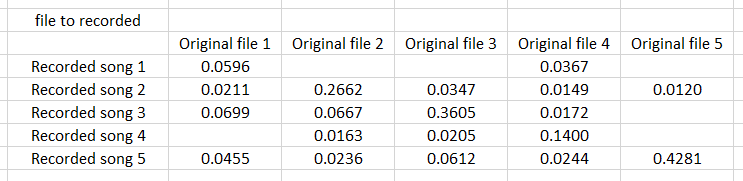 file to recorded
Original file 1 Original file 2 Original file 3 Original file 4 Original file 5
Recorded song 1 0.0596 0.0367
Recorded song 2 0.0211 0.2662 0.0347 0.0149 0.0120
Recorded song 3 0.0699 0.0667 0.3605 0.0172
Recorded song 4 0.0163 0.0205 0.1400
Recorded song 5 0.0455 0.0236 0.0612 0.0244 0.4281